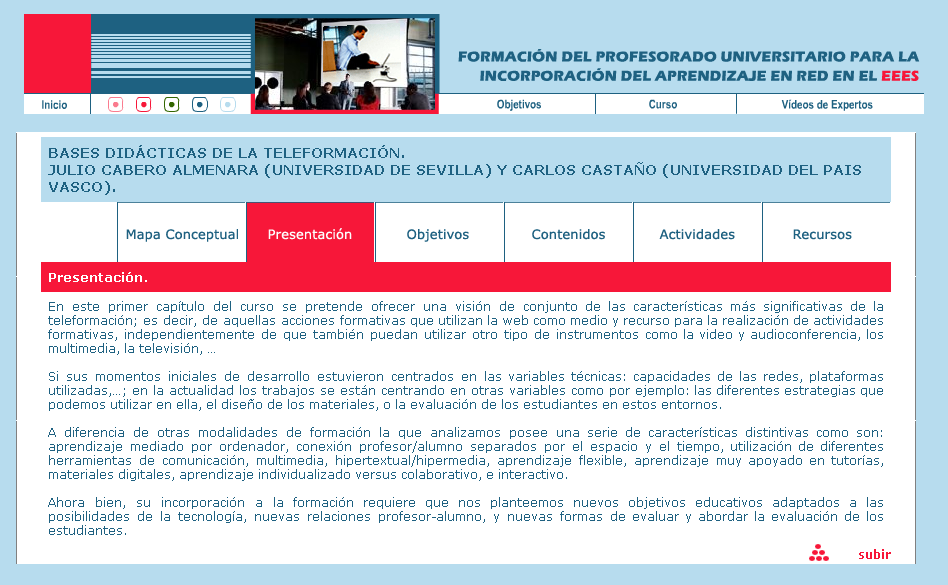 FORMACIÓN DEL PROFESORADO UNIVERSITARIO PARA LA
INCORPORACIÓN DEL APRENDIZAJE EN RED EN EL EEES
Inicio
Objetivos
Curso
Vídeos de Expertos
BASES DIDÁCTICAS DE LA TELEFORMACIÓN.
JULIO CABERO ALMENARA (UNIVERSIDAD DE SEVILLA) Y CARLOS CASTAÑO (UNIVERSIDAD DEL PAIS
VASCO).
Mapa Conceptual
Presentación
Objetivos
Contenidos
Actividades
Recursos
Presentación.
En este primer capítulo del curso se pretende ofrecer una visión de conjunto de las características más significativas de la
teleformación; es decir, de aquellas acciones formativas que utilizan la web como medio y recurso para la realización de actividades
formativas, independientemente de que también puedan utilizar otro tipo de instrumentos como la video y audioconferencia, los
multimedia, la televisión, ...
Si sus momentos iniciales de desarrollo estuvieron centrados en las variables técnicas: capacidades de las redes, plataformas
utilizadas,...; en la actualidad los trabajos se están centrando en otras variables como por ejemplo: las diferentes estrategias que
podemos utilizar en ella, el diseño de los materiales, o la evaluación de los estudiantes en estos entornos.
A diferencia de otras modalidades de formación la que analizamos posee una serie de características distintivas como son:
aprendizaje mediado por ordenador, conexión profesor/alumno separados por el espacio y el tiempo, utilización de diferentes
herramientas de comunicación, multimedia, hipertextual/hipermedia, aprendizaje flexible, aprendizaje muy apoyado en tutorías,
materiales digitales, aprendizaje individualizado versus colaborativo, e interactivo.
Ahora bien, su incorporación a la formación requiere que nos planteemos nuevos objetivos educativos adaptados a las
posibilidades de la tecnología, nuevas relaciones profesor-alumno, y nuevas formas de evaluar y abordar la evaluación de los
estudiantes.
subir